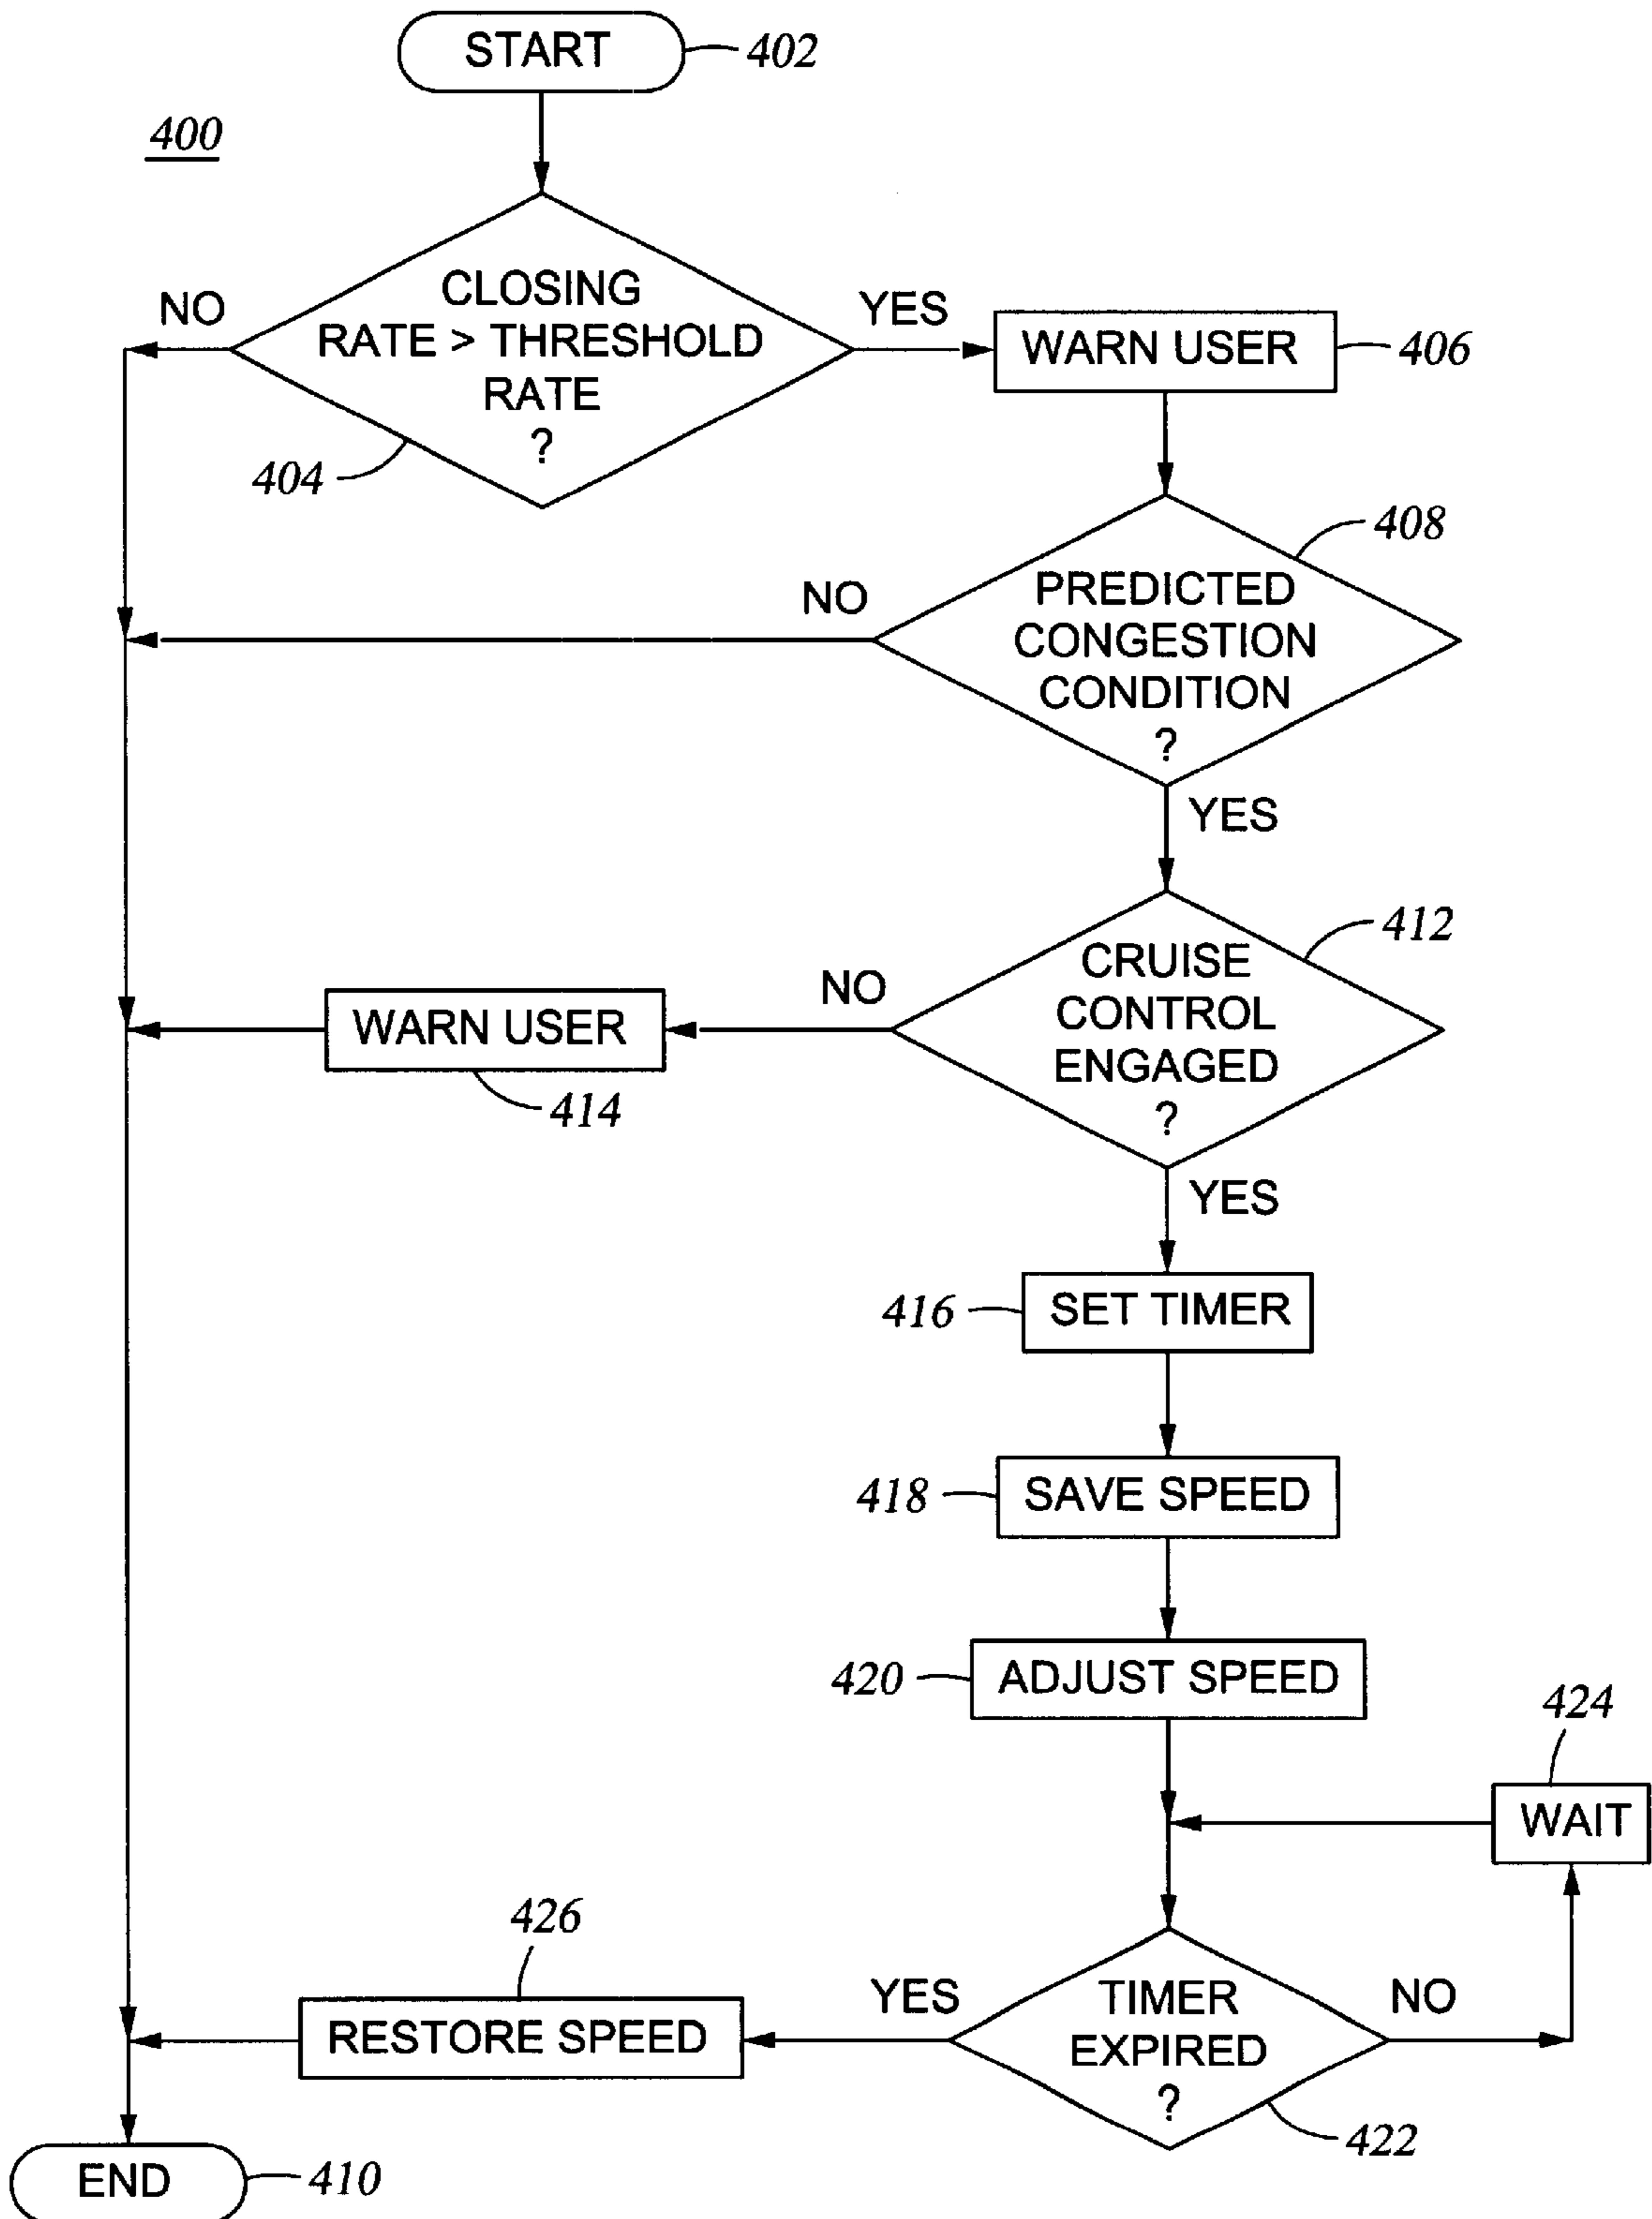 START
402
400
CLOSING
RATE > THRESHOLD
RATE
?
NO
YES
404
WARN USER
406
408
PREDICTED
CONGESTION
CONDITION
?
NO
YES
412
CRUISE
CONTROL
ENGAGED
?
NO
WARN USER
414
YES
416
SET TIMER
418
SAVE SPEED
420
ADJUST SPEED
424
WAIT
426
RESTORE SPEED
YES
TIMER
EXPIRED
?
NO
422
END
410